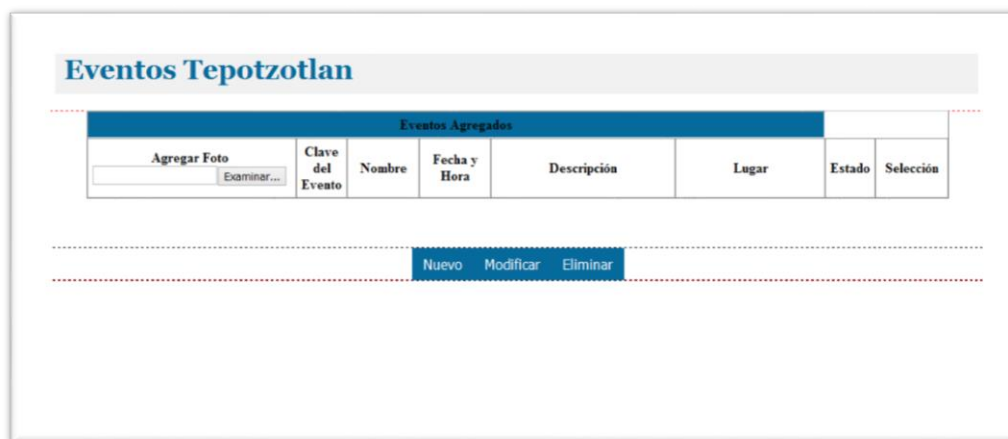 Eventos Tepotzotlan
Eventos Agregados
Agregar Foto
Examinar...
Clave
del
Evento
Nombre
Fecha y
Hora
Descripción
Lugar
Estado
Selección
Nuevo Modificar Eliminar